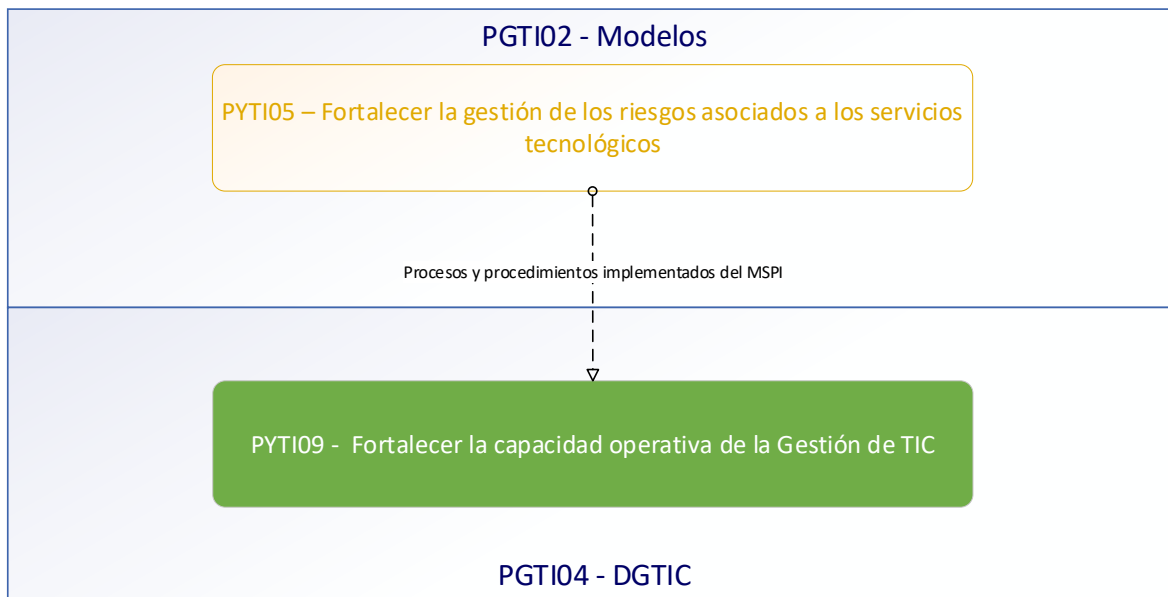 PGTI02 - Modelos
PYTI05 – Fortalecer la gestión de los riesgos asociados a los servicios
tecnológicos
Procesos y procedimientos implementados del MSPI
PYTI09 -  Fortalecer la capacidad operativa de la Gestión de TIC
PGTI04 - DGTIC